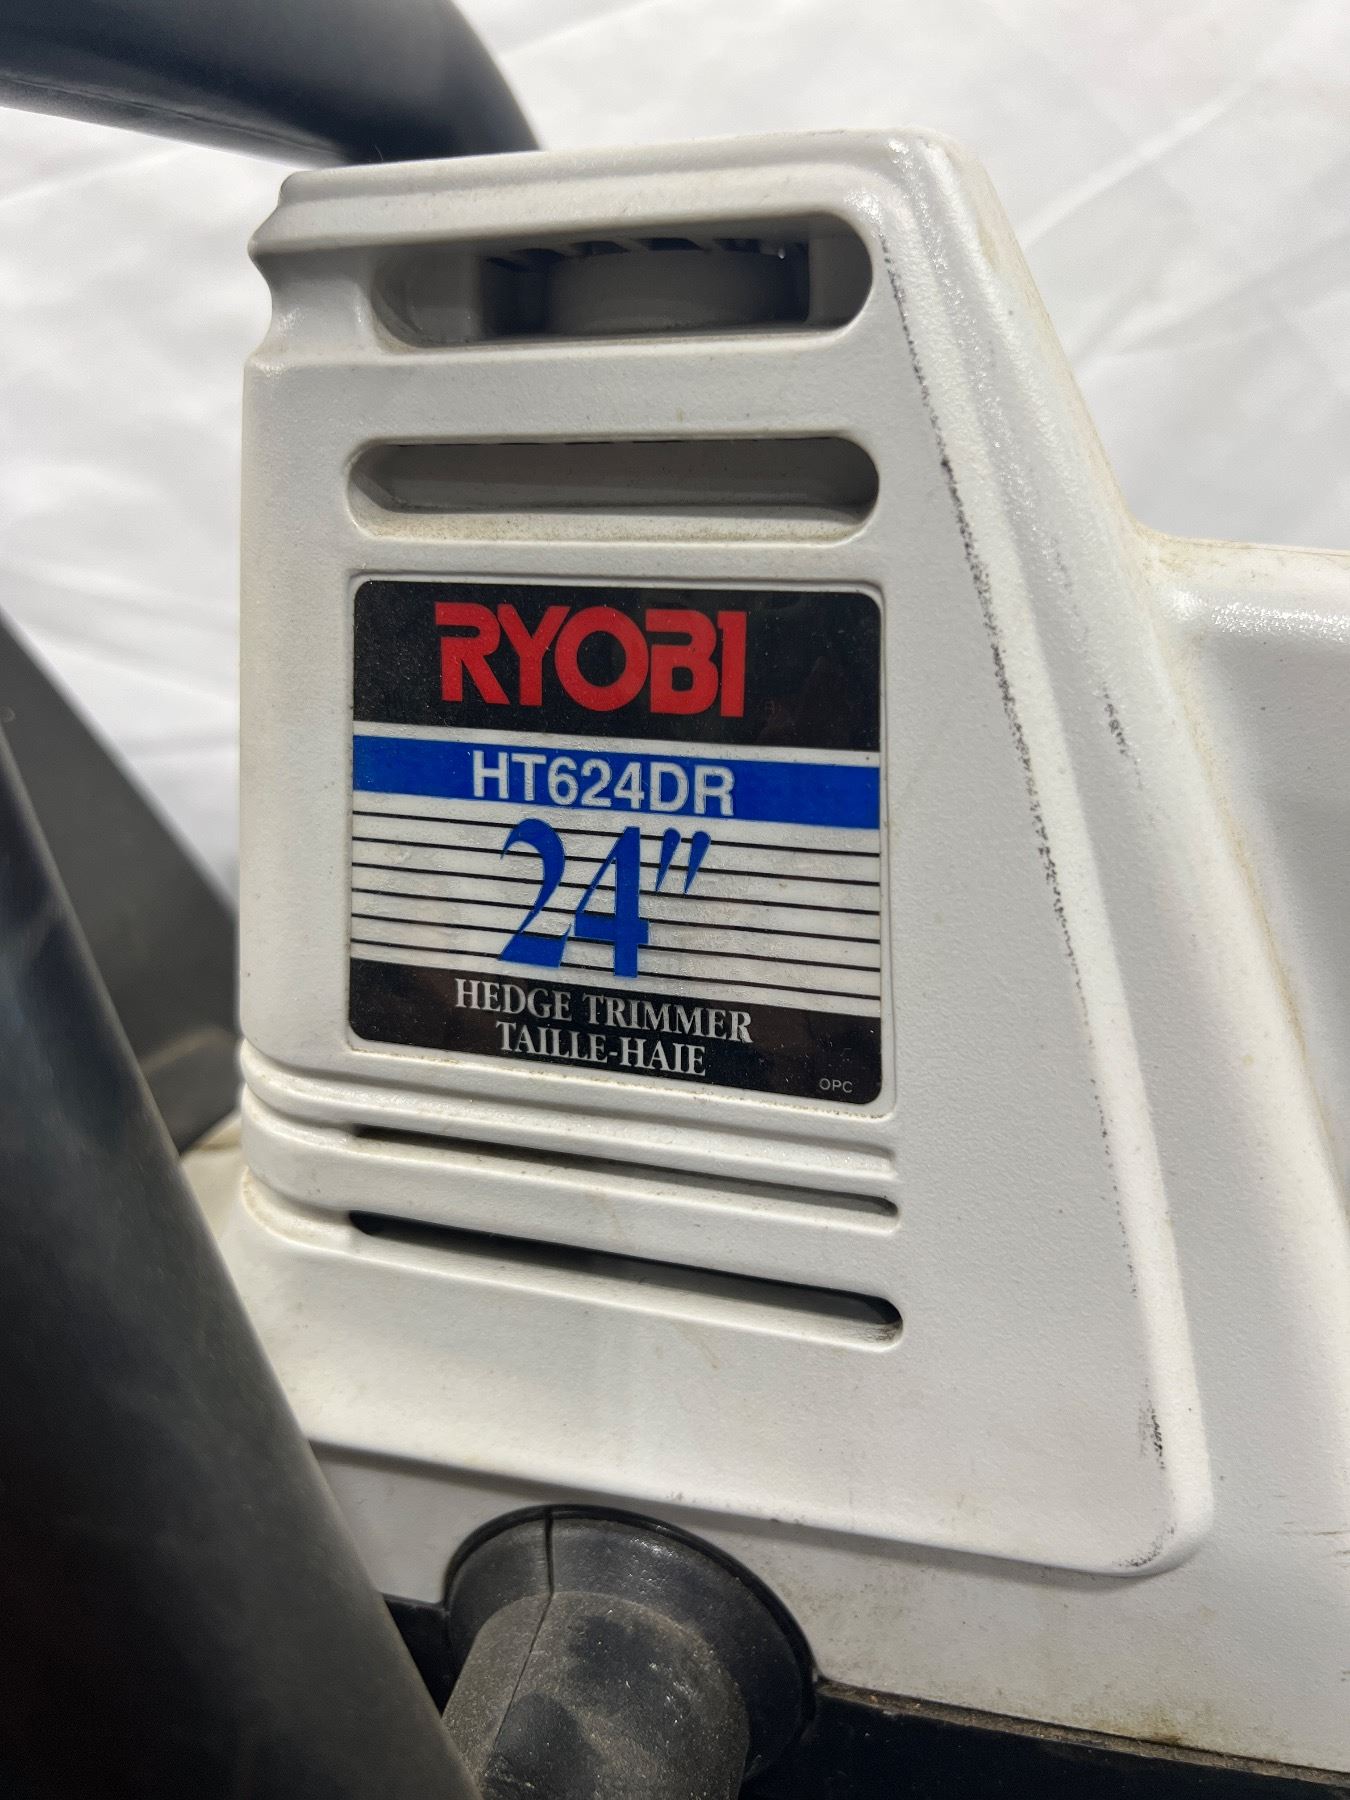 RYOBI
HT624DR
24"
HEDGE TRIMMER
TAILLE-HAIE
OPC